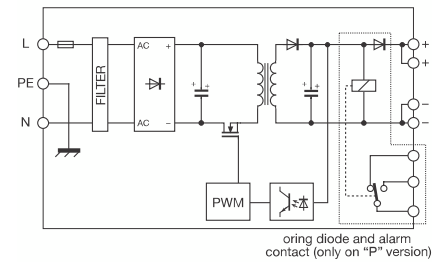 L
FILTER
AC +
+
+
+
+
PE
N
AC −
−
−
PWM
oring diode and alarm
contact (only on "P" version)